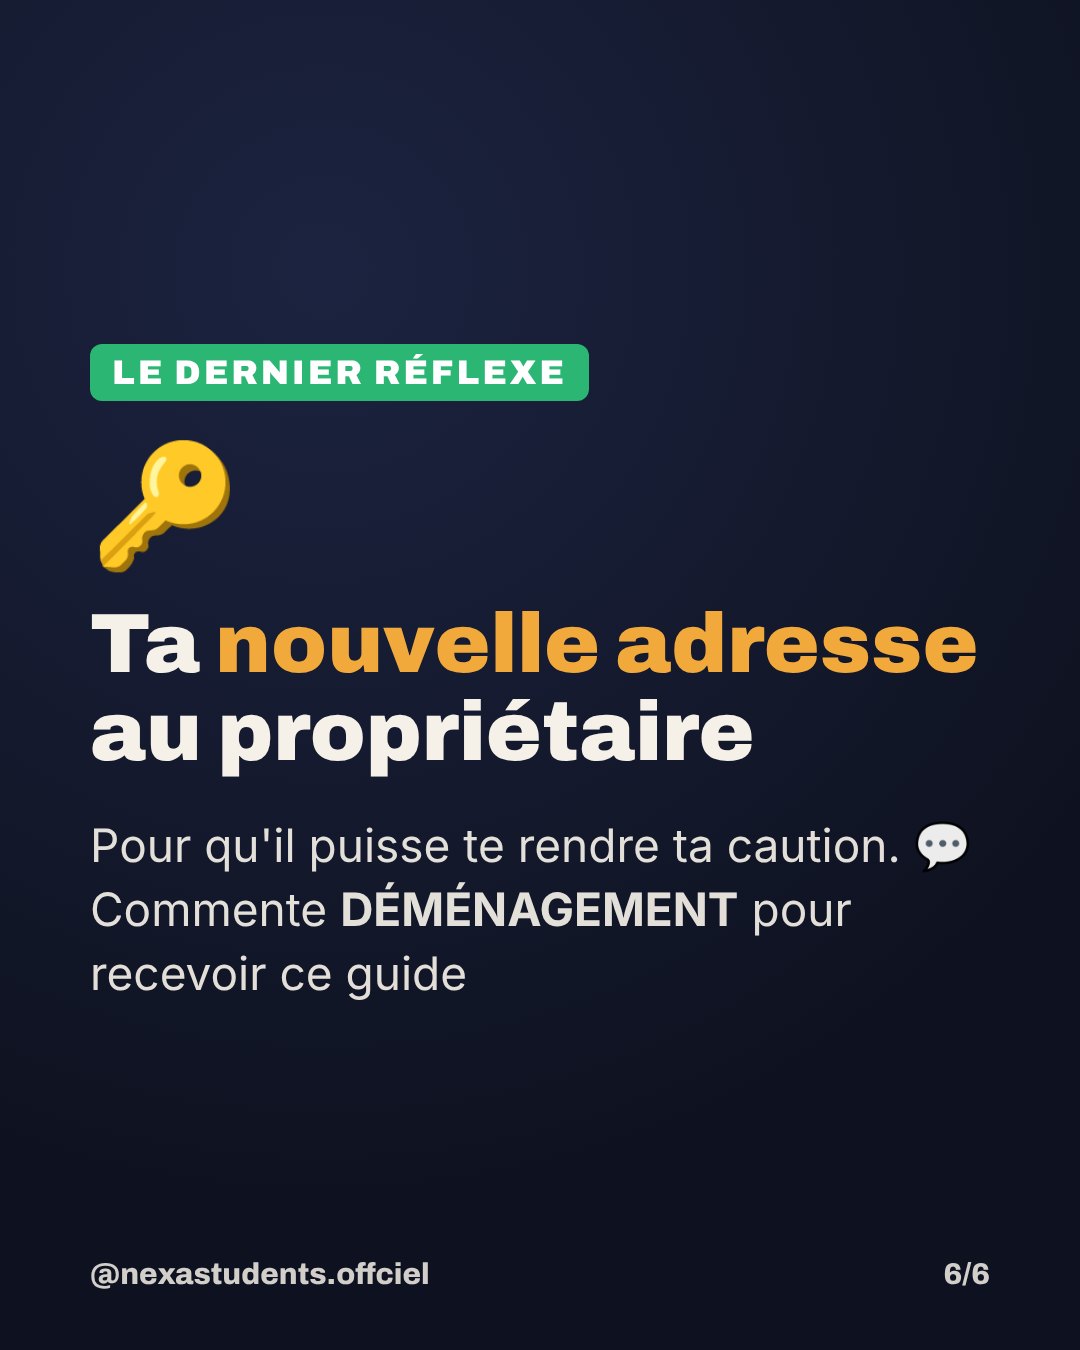 LE DERNIER RÉFLEXE
Ta nouvelle adresse
au propriétaire
Pour qu'il puisse te rendre ta caution. 💬
Commente DÉMÉNAGEMENT pour
recevoir ce guide
@nexastudents.offciel
6/6